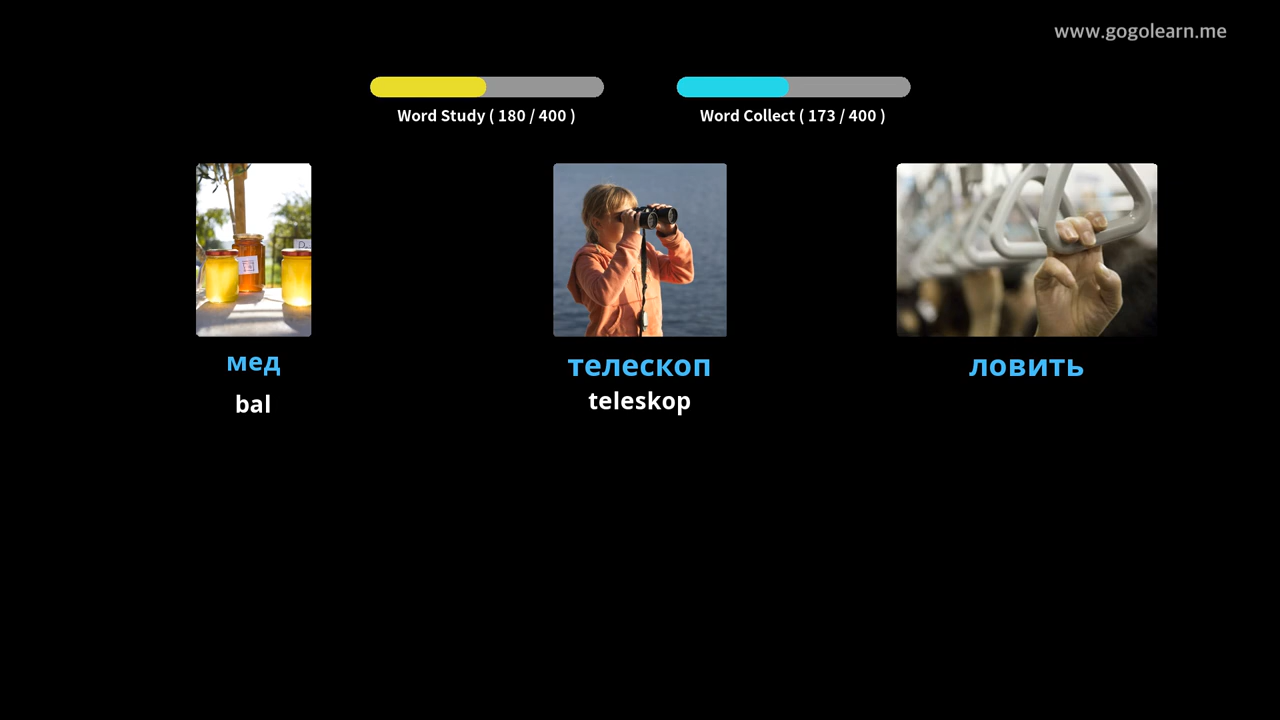 www.gogolearn.me
Word Study ( 180 / 400 )
Word Collect ( 173 / 400 )
мед
bal
телескоп
teleskop
ловить